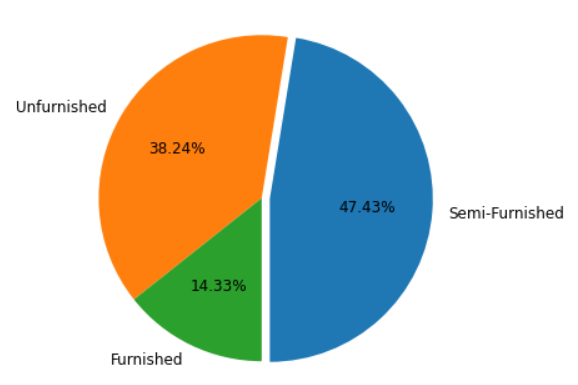 Unfurnished
38.24%
47.43%
Semi-Furnished
14.33%
Furnished